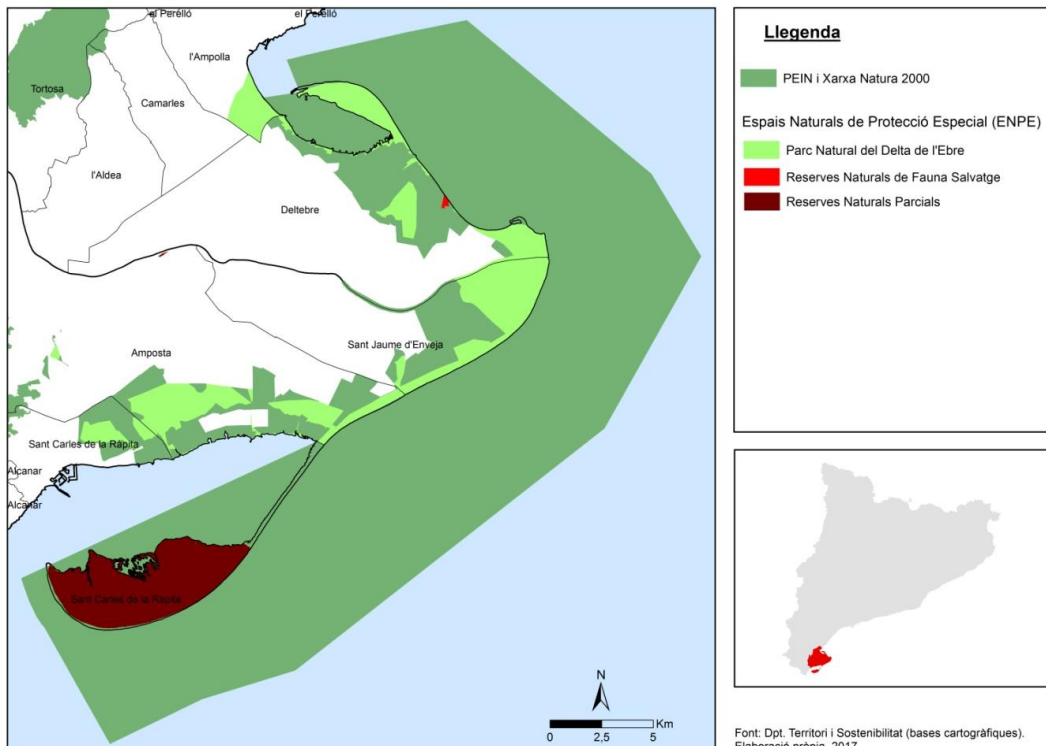 el Perelló
el Perelló
l'Ampolla
Tortosa
Camarles
l'Aldea
Deltebre
Sant Jaume d'Enveja
Amposta
Sant Carles de la Ràpita
Alcanar
Alcanar
Sant Carles de la Ràpita
N
0 2,5 5
Km
Llegenda
PEIN i Xarxa Natura 2000
Espais Naturals de Protecció Especial (ENPE)
Parc Natural del Delta de l'Ebre
Reserves Naturals de Fauna Salvatge
Reserves Naturals Parcials
Font: Dpt. Territori i Sostenibilitat (bases cartogràfiques).
Elaboració pròpia, 2017